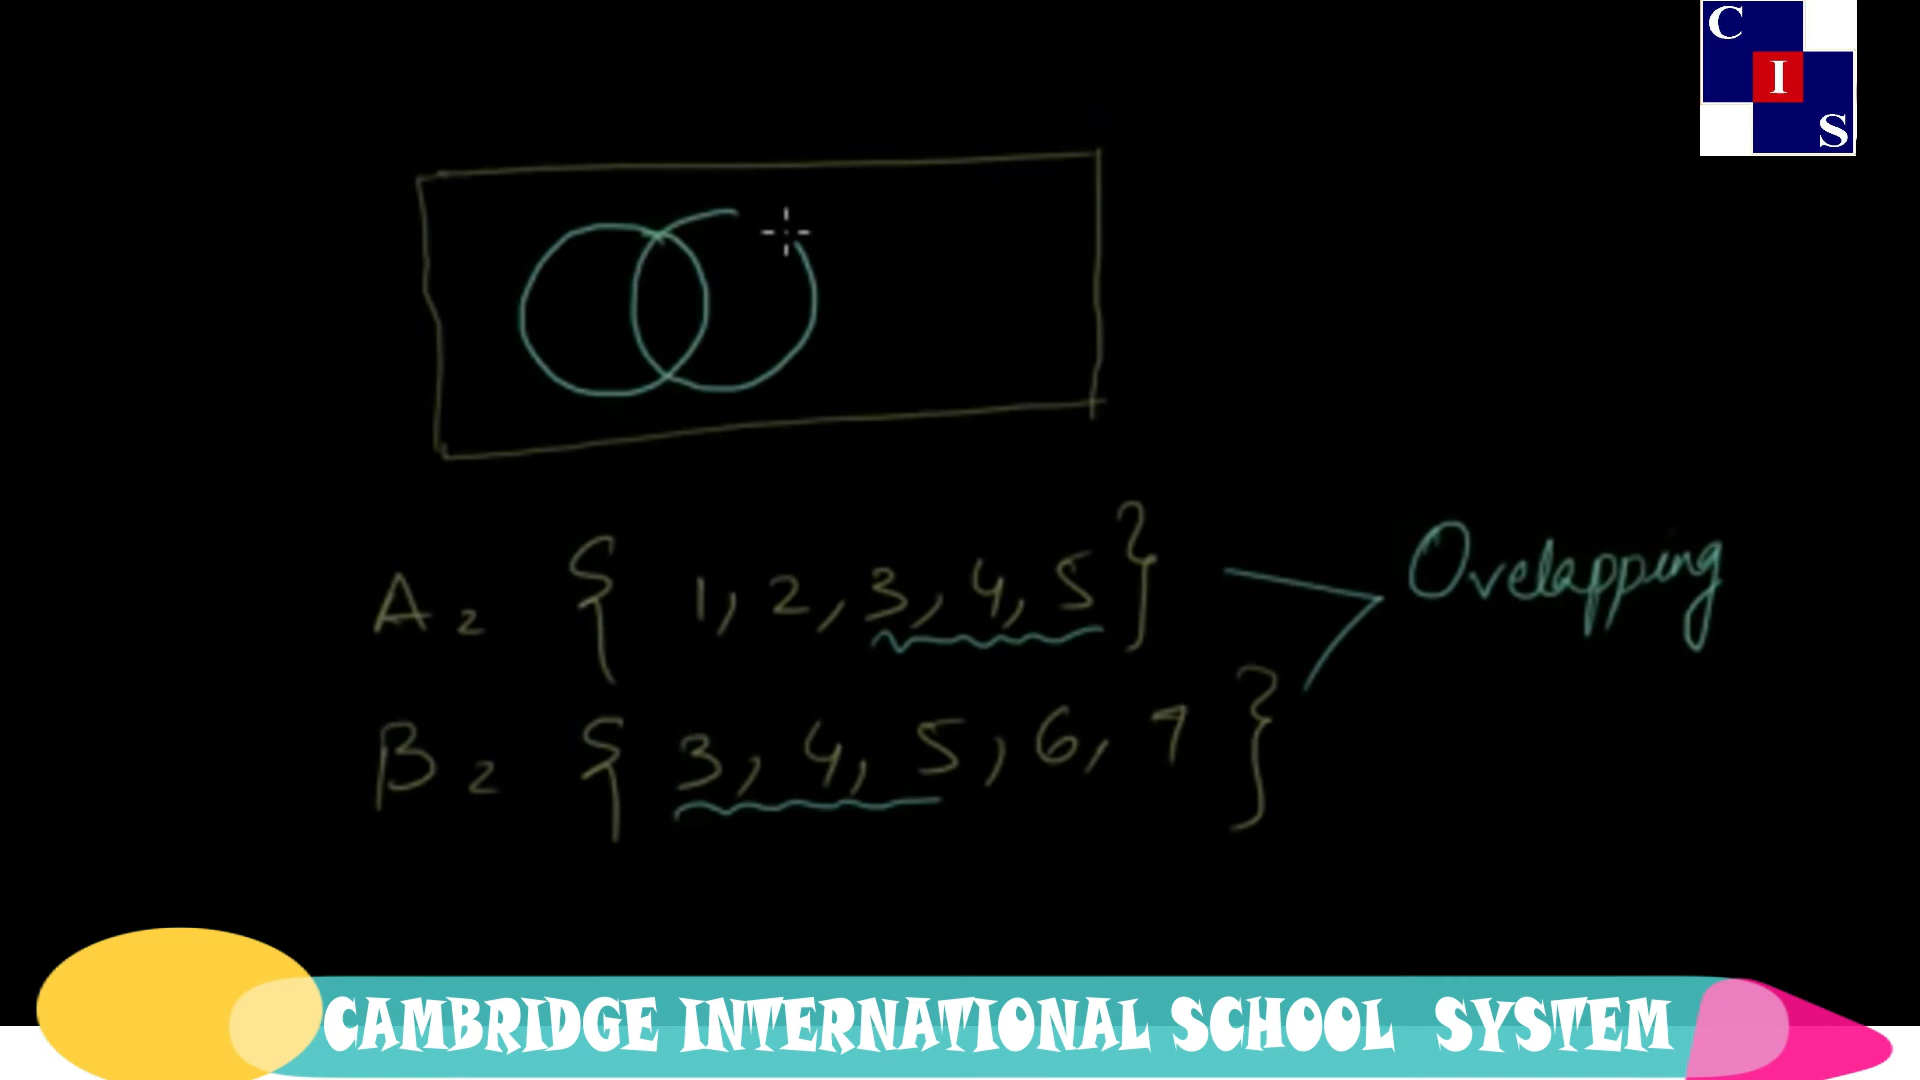 C
I
S
A = { 1, 2, 3, 4, 5 }
Ovelapping
B = { 3, 4, 5, 6, 7 }
CAMBRIDGE INTERNATIONAL SCHOOL SYSTEM